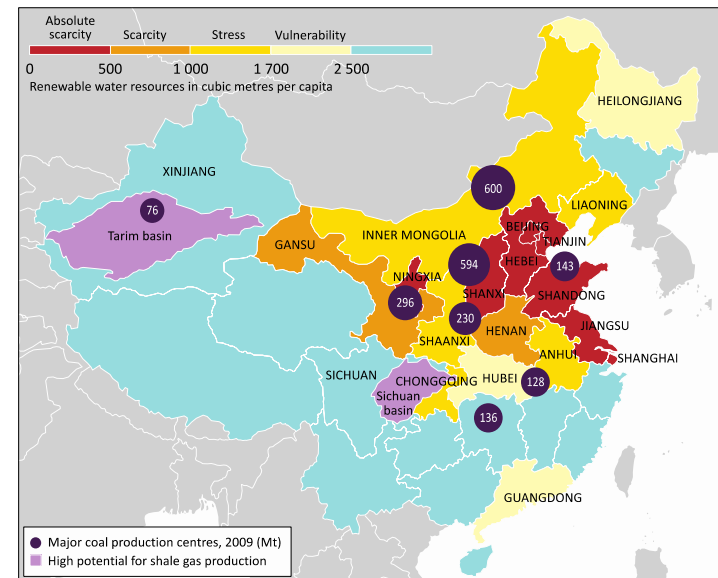 Absolute
scarcity
Scarcity
Stress
Vulnerability
0
500
1 000
1 700
2 500
Renewable water resources in cubic metres per capita
HEILONGJIANG
XINJIANG
76
Tarim basin
600
LIAONING
INNER MONGOLIA
GANSU
BEIJING
TIANJIN
HEBEI
594
143
NINGXIA
296
SHANXI
SHANDONG
230
HENAN
JIANGSU
SHAANXI
ANHUI
SHANGHAI
SICHUAN
CHONGGQING
HUBEI
128
Sichuan
basin
136
GUANGDONG
Major coal production centres, 2009 (Mt)
High potential for shale gas production